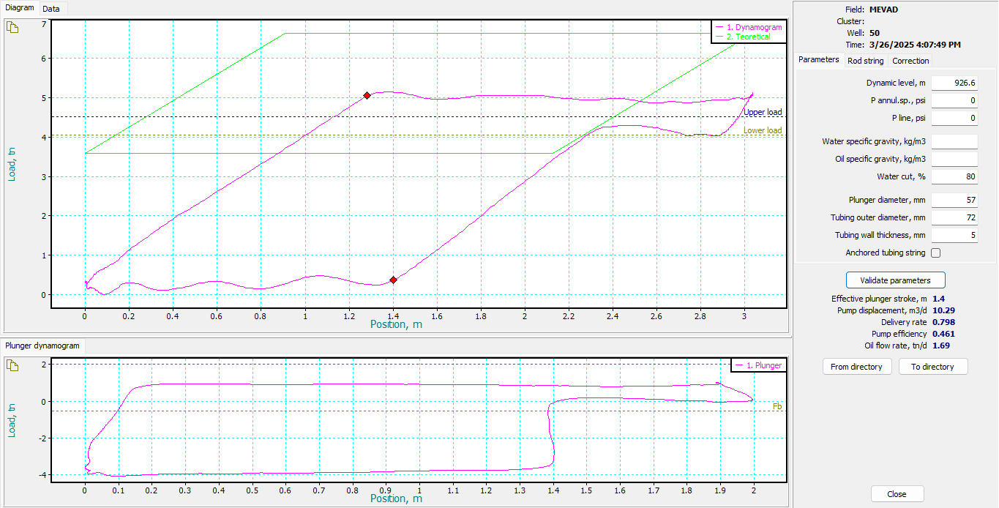 Diagram Data
7
6
5
4
3
2
1
0
Load, tn
1. Dynamogram
2. Teoretical
Upper load
Lower load
0 0.2 0.4 0.6 0.8 1 1.2 1.4 1.6 1.8 2 2.2 2.4 2.6 2.8 3
Position, m
Plunger dynamogram
2
0
-2
-4
Load, tn
1. Plunger
Fb
0 0.1 0.2 0.3 0.4 0.5 0.6 0.7 0.8 0.9 1 1.1 1.2 1.3 1.4 1.5 1.6 1.7 1.8 1.9 2
Position, m
Field: MEVAD
Cluster:
Well: 50
Time: 3/26/2025 4:07:49 PM
Parameters Rod string Correction
Dynamic level, m 926.6
P annul.sp., psi 0
P line, psi 0
Water specific gravity, kg/m3
Oil specific gravity, kg/m3
Water cut, % 80
Plunger diameter, mm 57
Tubing outer diameter, mm 72
Tubing wall thickness, mm 5
Anchored tubing string
Validate parameters
Effective plunger stroke, m 1.4
Pump displacement, m3/d 10.29
Delivery rate 0.798
Pump efficiency 0.461
Oil flow rate, tn/d 1.69
From directory To directory
Close